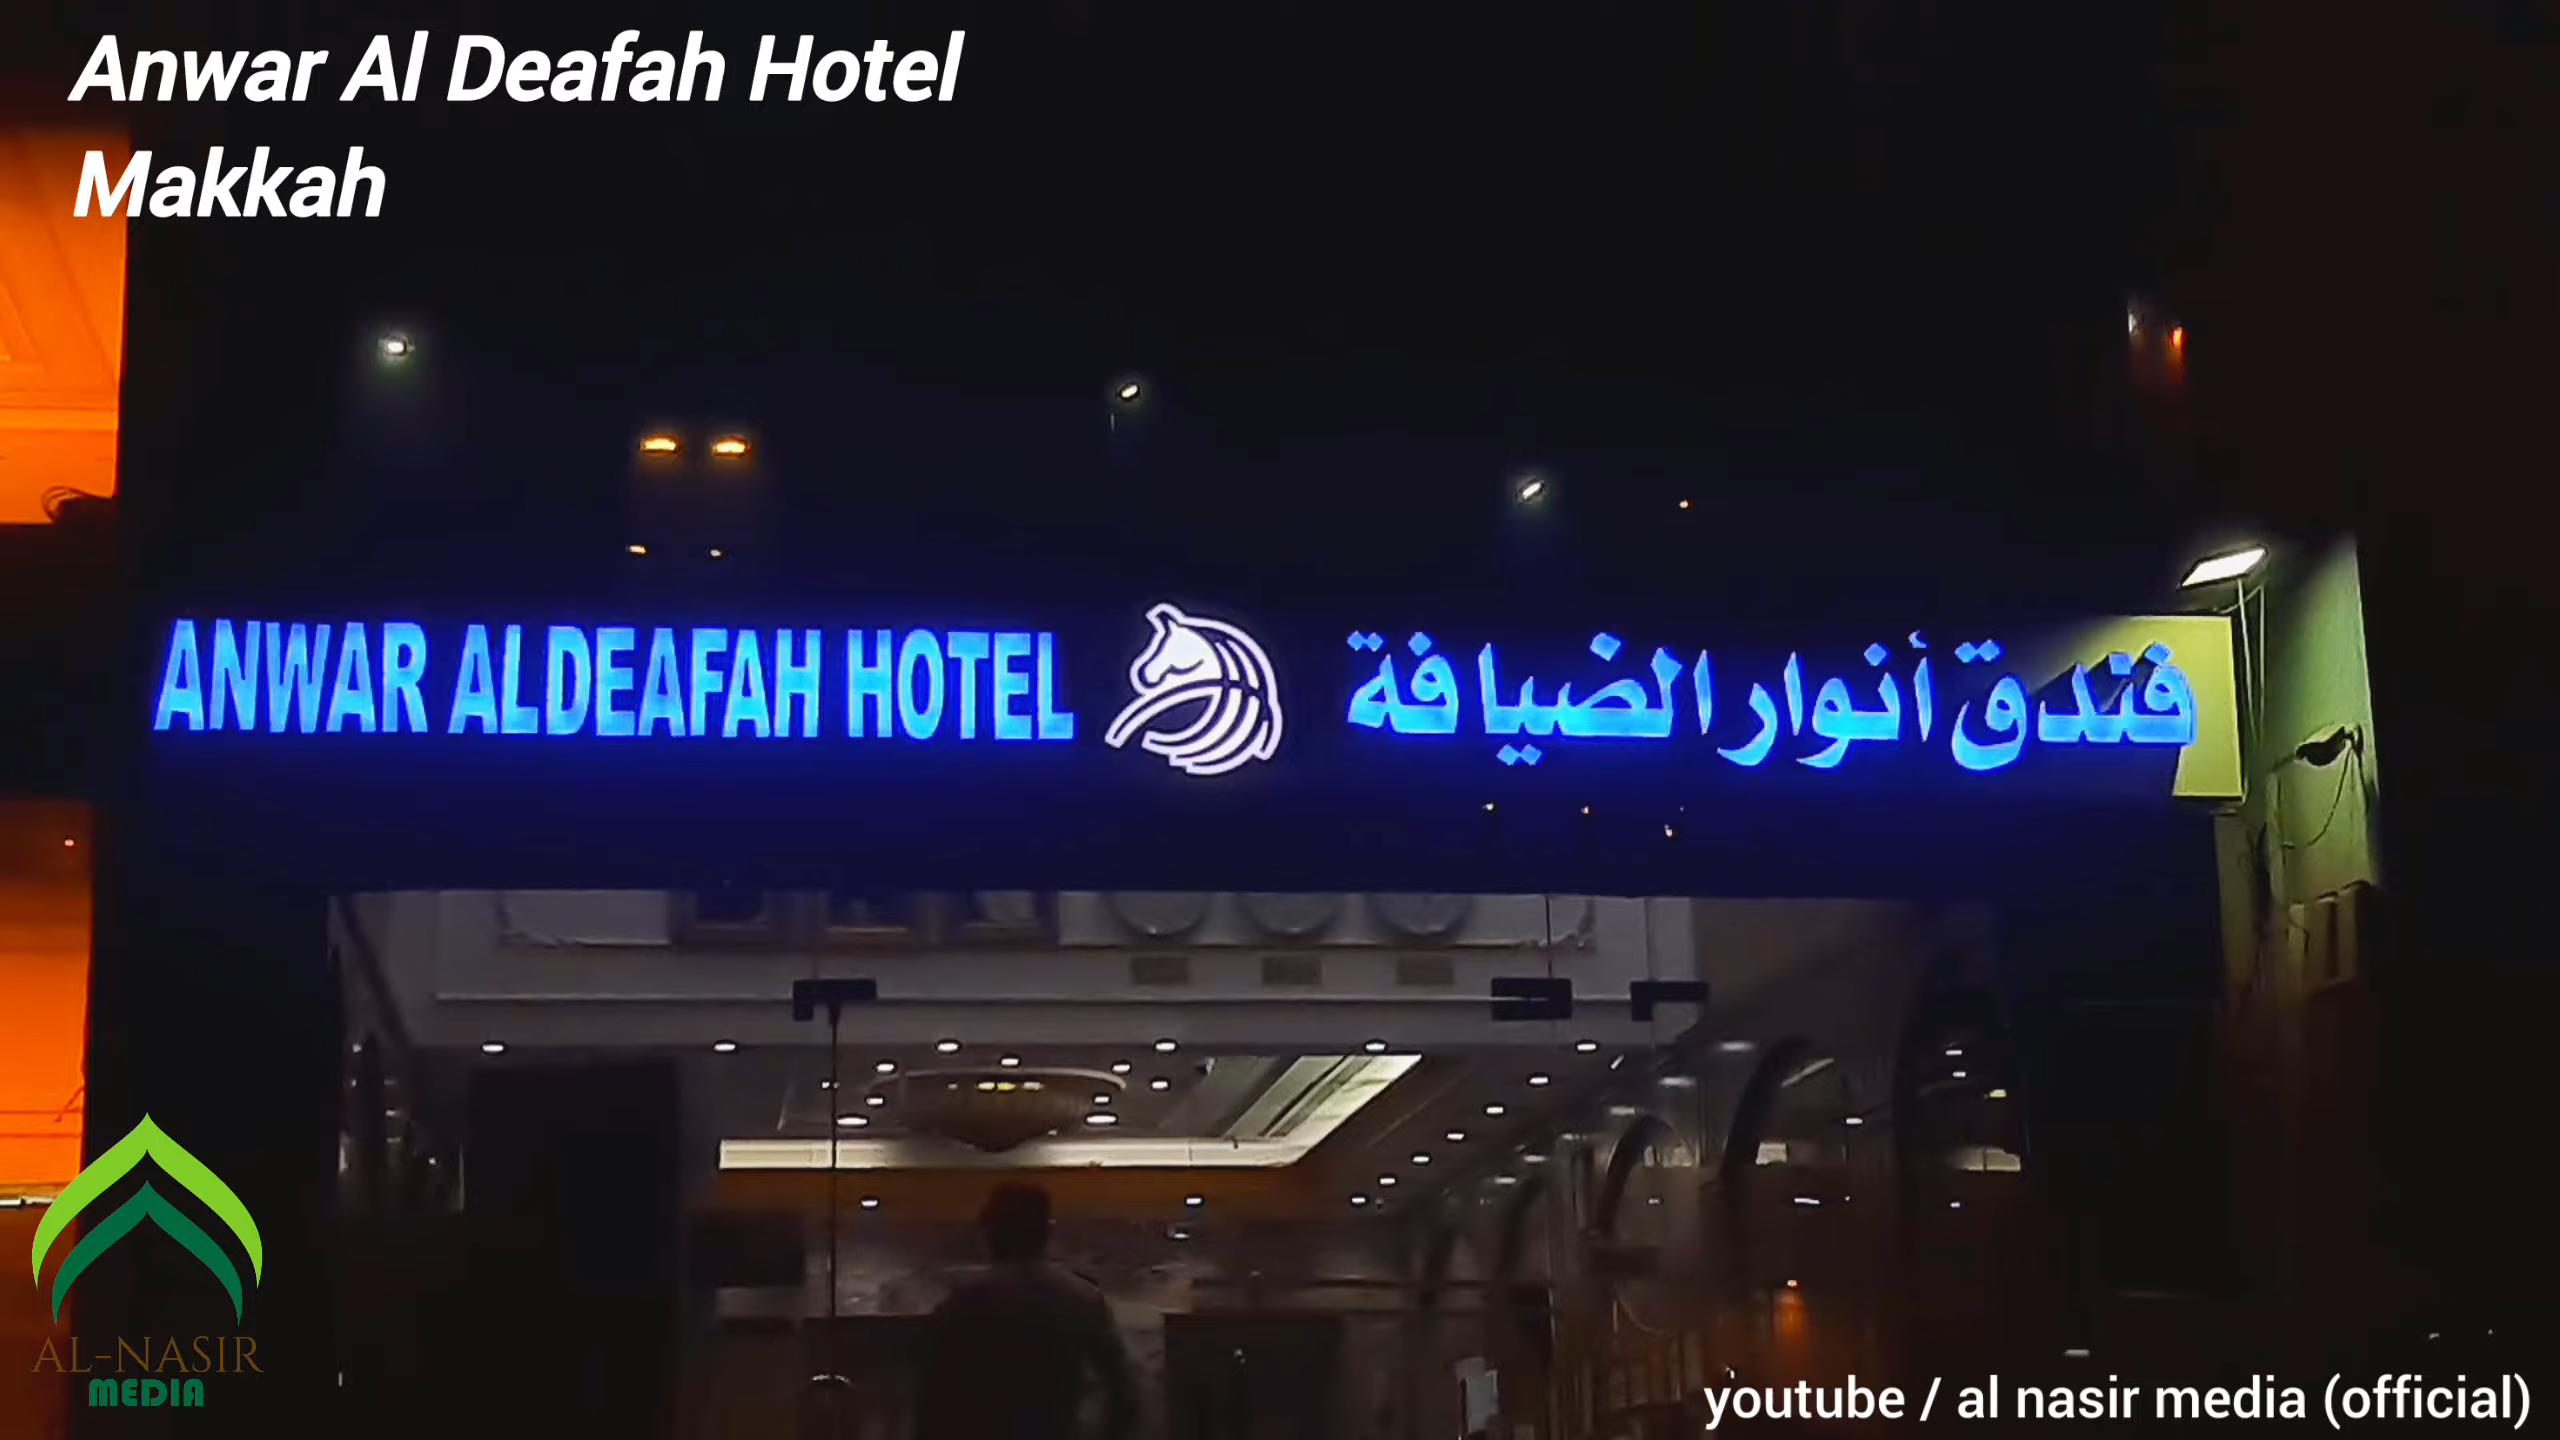 Anwar Al Deafah Hotel
Makkah
ANWAR ALDEAFAH HOTEL
فندق أنوار الضيافة
AL-NASIR
MEDIA
youtube / al nasir media (official)